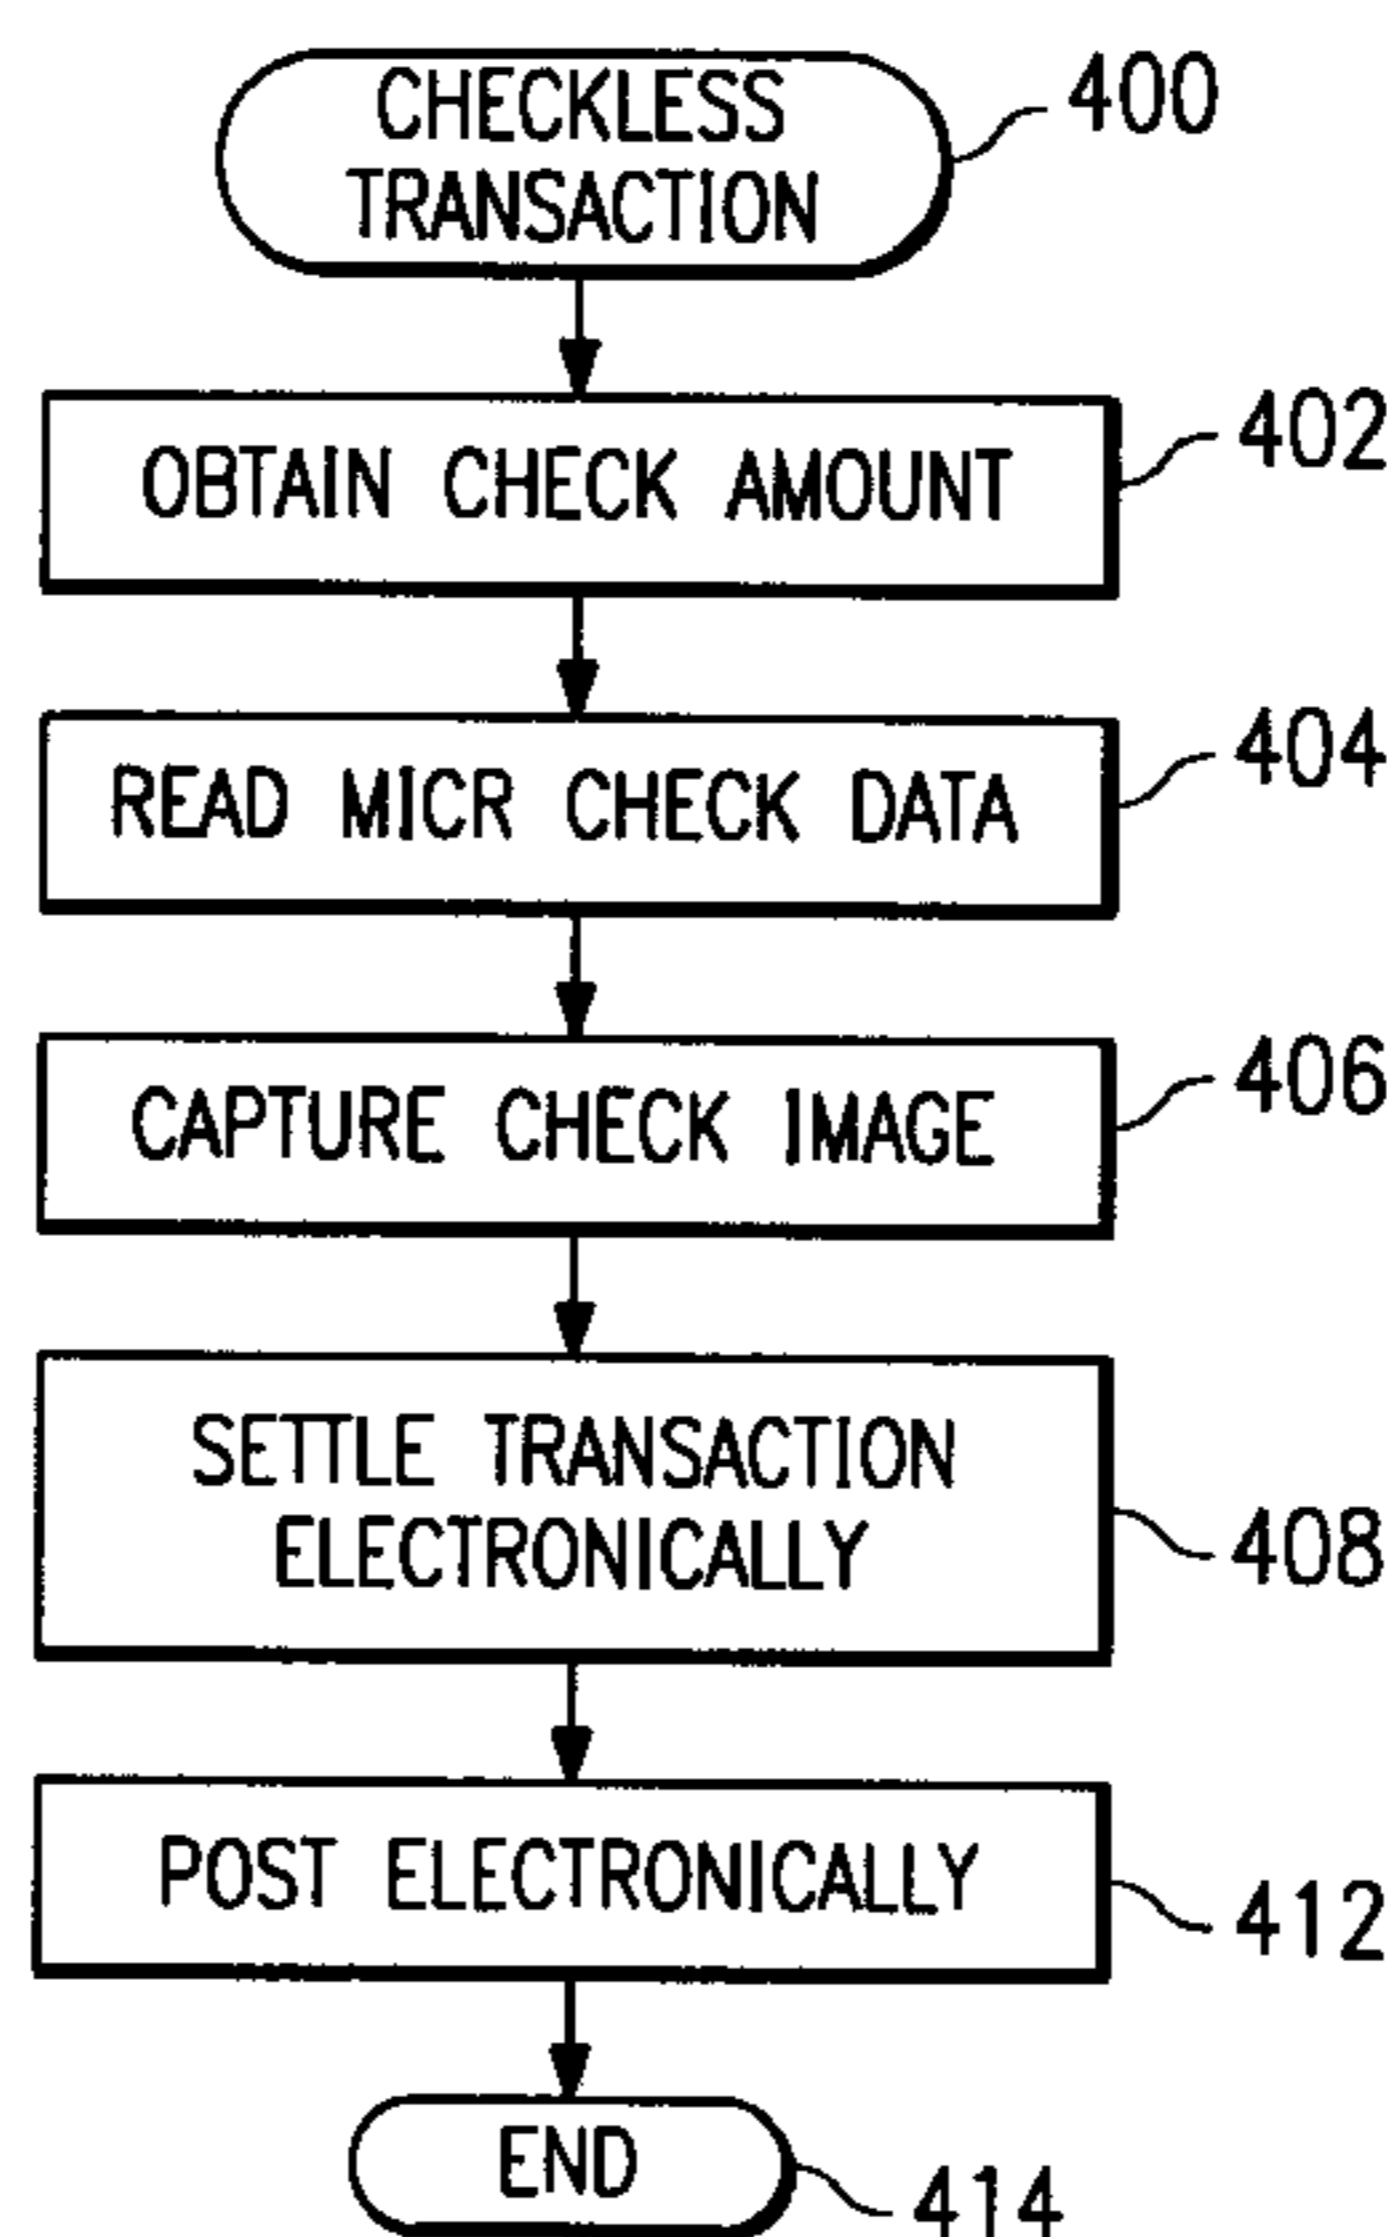 CHECKLESS
TRANSACTION
400
OBTAIN CHECK AMOUNT
402
READ MICR CHECK DATA
404
CAPTURE CHECK IMAGE
406
SETTLE TRANSACTION
ELECTRONICALLY
408
POST ELECTRONICALLY
412
END
414